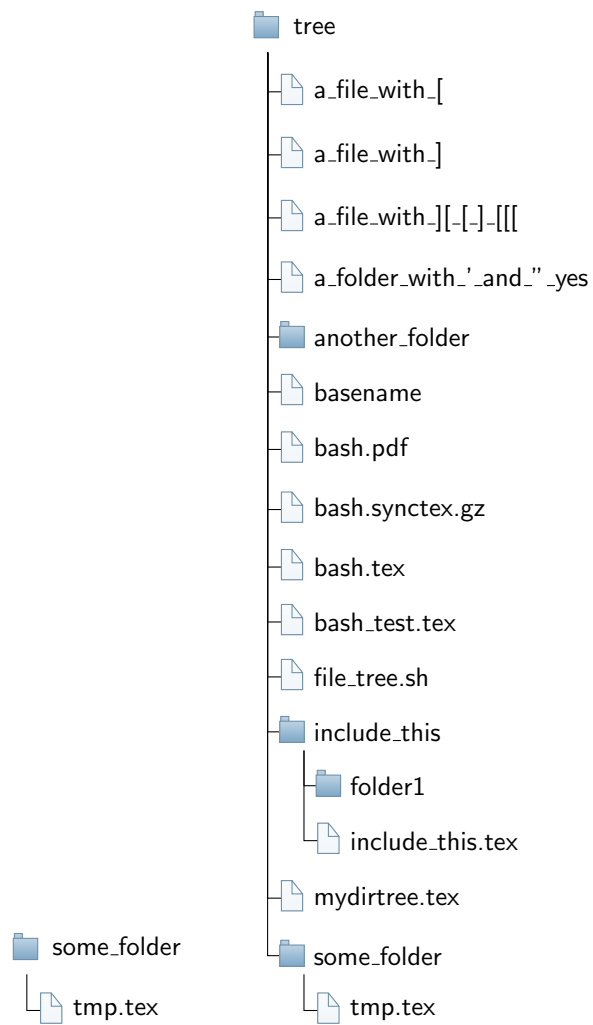 tree
a_file_with_[
a_file_with_]
a_file_with_][_[_]_[[[
a_folder_with_'_and_"_yes
another_folder
basename
bash.pdf
bash.synctex.gz
bash.tex
bash_test.tex
file_tree.sh
include_this
folder1
include_this.tex
mydirtree.tex
some_folder
some_folder
tmp.tex
tmp.tex